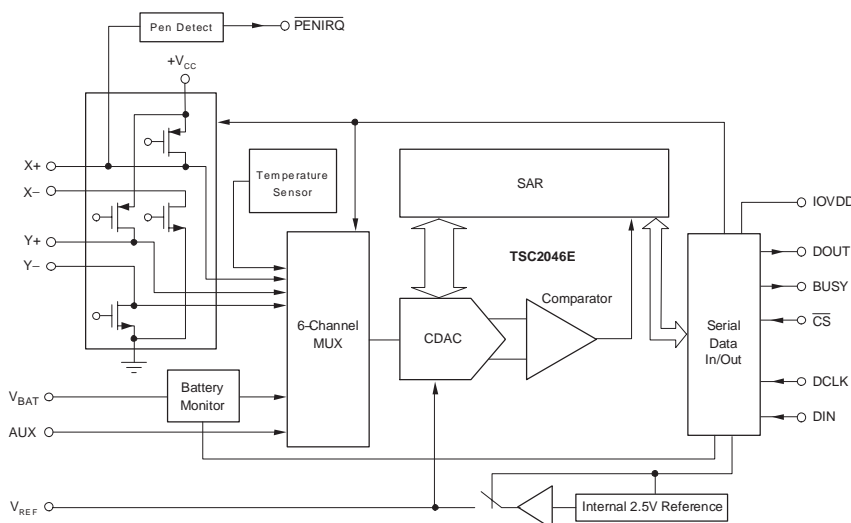 Pen Detect
PENIRQ
+VCC
X+
X−
Y+
Y−
Temperature
Sensor
SAR
IOVDD
TSC2046E
DOUT
BUSY
CS
DCLK
DIN
6-Channel
MUX
CDAC
Comparator
Serial
Data
In/Out
VBAT
Battery
Monitor
AUX
VREF
Internal 2.5V Reference